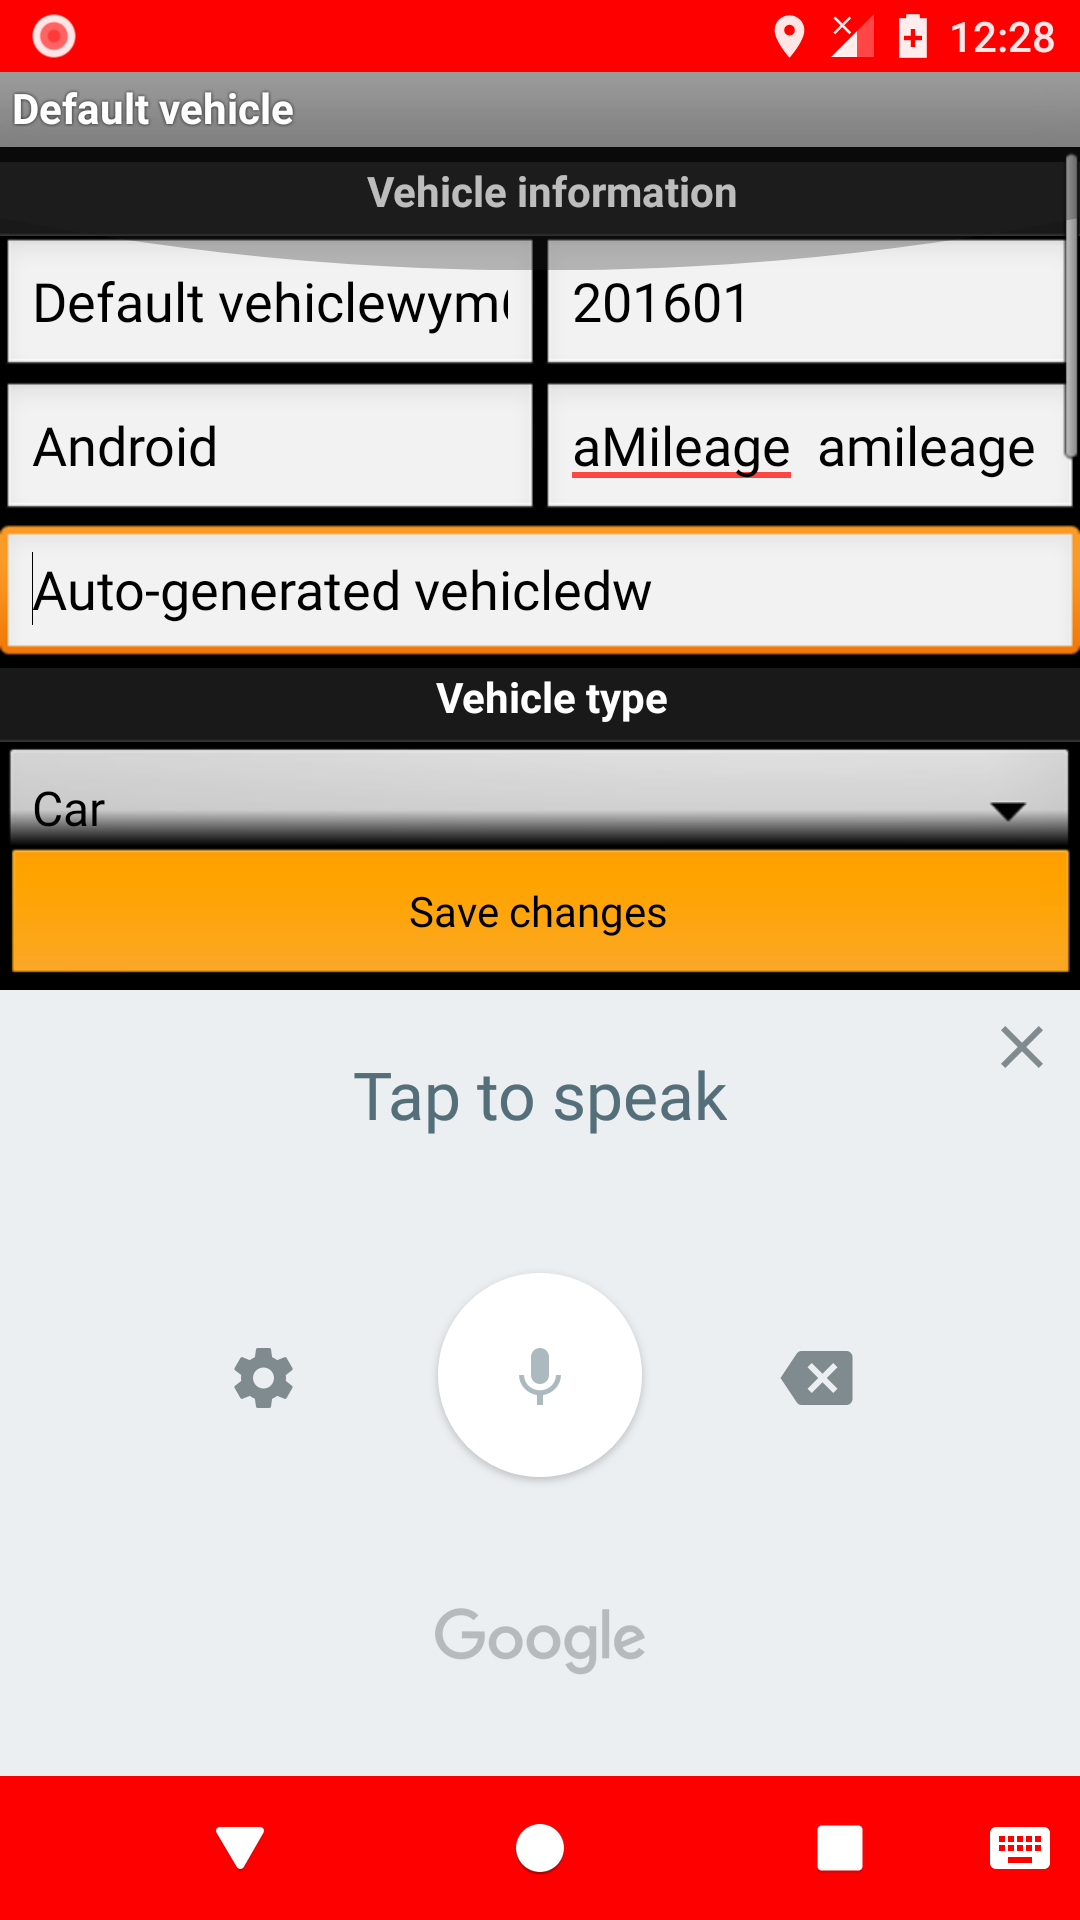 12:28
Default vehicle
Vehicle information
Default vehiclewym
201601
Android
aMileage amileage
Auto-generated vehicledw
Vehicle type
Car
Save changes
Tap to speak
Google